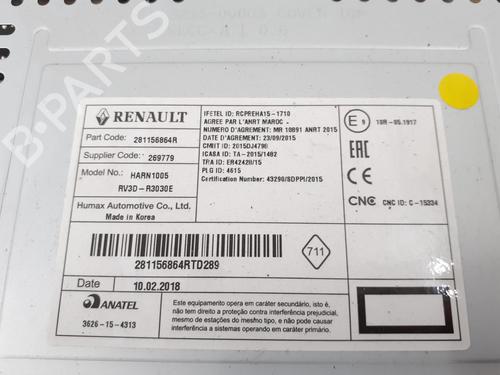 RENAULT
Part Code: 281156864R
Supplier Code: 269779
Model No.: HARN1005
RV3D-R3030E
Humax Automotive Co., Ltd.
Made in Korea
IFETEL ID: RCPREHA15-1710
AGREE PAR L'ANRT MAROC
NUMERO D'AGREMENT: MR 10891 ANRT 2015
DATE D'AGREMENT: 23/09/2015
CMIIT ID: 2015DJ4790
ICASA ID: TA-2015/1482
TRA ID: ER42420/15
PLG ID: 4615
Certification Number: 43290/SDPPI/2015
E9 10R-05.1917
EAC
CNC CNC ID: C-15334
281156864RTD289
711
Date 10.02.2018
ANATEL
3626-15-4313
Este equipamento opera em caráter secundário, isto é,
não tem direito a proteção contra interferência prejudicial,
mesmo de estações do mesmo tipo, e não pode causar
interferência a sistemas operando em caráter primário.